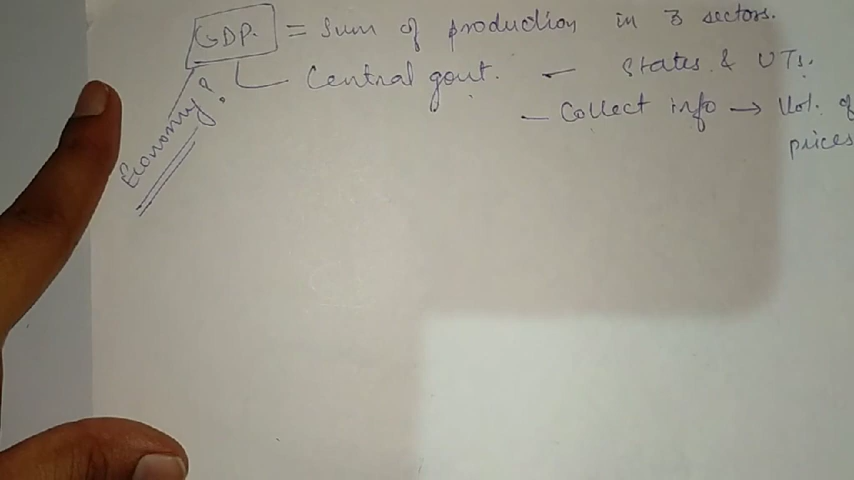 GDP. = Sum of production in 3 sectors.
Central govt. - States & UTs.
Economy?
- Collect info → Vol. of
prices